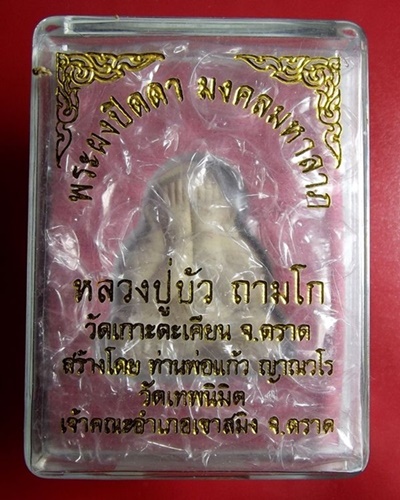 พระผงปิดตา มงคลมหาลาภ
หลวงปู่บัว ถามโก
วัดเกาะตะเคียน จ.ตราด
สร้างโดย ท่านพ่อแก้ว ญาณวโร
วัดเทพนิมิต
เจ้าคณะอำเภอเขาสมิง จ.ตราด